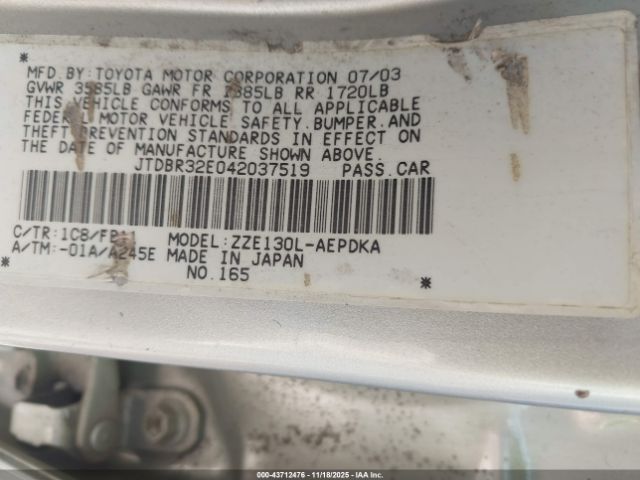 MFD.BY:TOYOTA MOTOR CORPORATION 07/03
GVWR 3585LB GAWR FR 1885LB RR 1720LB
THIS VEHICLE CONFORMS TO ALL APPLICABLE
FEDERAL MOTOR VEHICLE SAFETY.BUMPER.AND
THEFT PREVENTION STANDARDS IN EFFECT ON
THE DATE OF MANUFACTURE SHOWN ABOVE.
JTDBR32E042037519 PASS.CAR
C/TR:1C8/FB11 MODEL:ZZE130L-AEPDKA
A/TM:-01A/A245E MADE IN JAPAN
NO.165
000-43712476 | 11/18/2025 | IAA Inc.